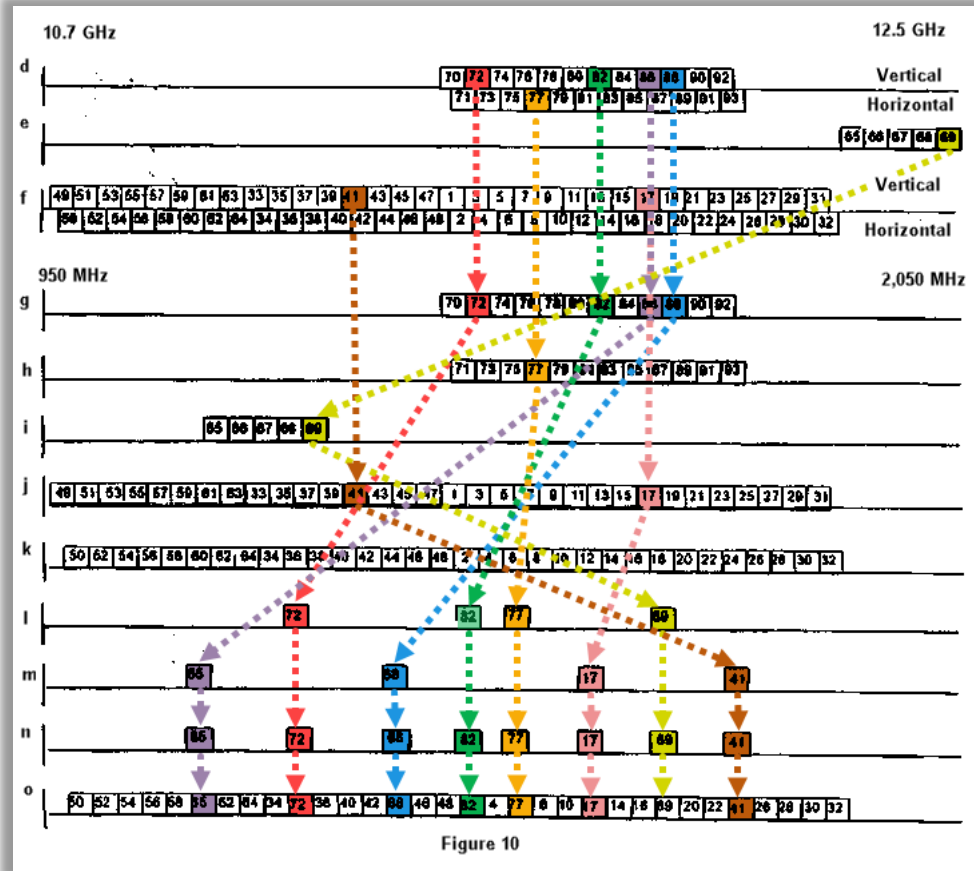 10.7 GHz 12.5 GHz
d 70 72 74 76 78 80 82 84 86 88 90 92 Vertical
71 73 75 77 79 81 83 85 87 89 91 93 Horizontal
e 65 66 67 68 69
f 49 51 53 55 57 59 61 63 33 35 37 39 41 43 45 47 1 3 5 7 9 11 13 15 17 19 21 23 25 27 29 31 Vertical
50 52 54 56 58 60 62 64 34 36 38 40 42 44 46 48 2 4 6 8 10 12 14 16 18 20 22 24 26 28 30 32 Horizontal
950 MHz 2,050 MHz
g 70 72 74 76 78 82 84 86 88 90 92
h 71 73 75 77 79 83 85 87 89 91 93
i 65 66 67 68 69
j 51 53 55 57 59 61 63 33 35 37 39 41 43 45 47 1 3 5 9 11 13 15 17 19 21 23 25 27 29 31
k 50 52 54 56 58 60 62 64 34 36 38 40 42 44 46 48 2 6 8 10 12 14 16 18 20 22 24 26 28 30 32
l 72 82 77 69
m 17 41
n 72 82 77 17 69 41
o 50 52 54 56 58 62 64 34 72 38 40 42 88 46 48 82 4 77 8 10 17 14 16 69 20 22 41 26 28 30 32
Figure 10